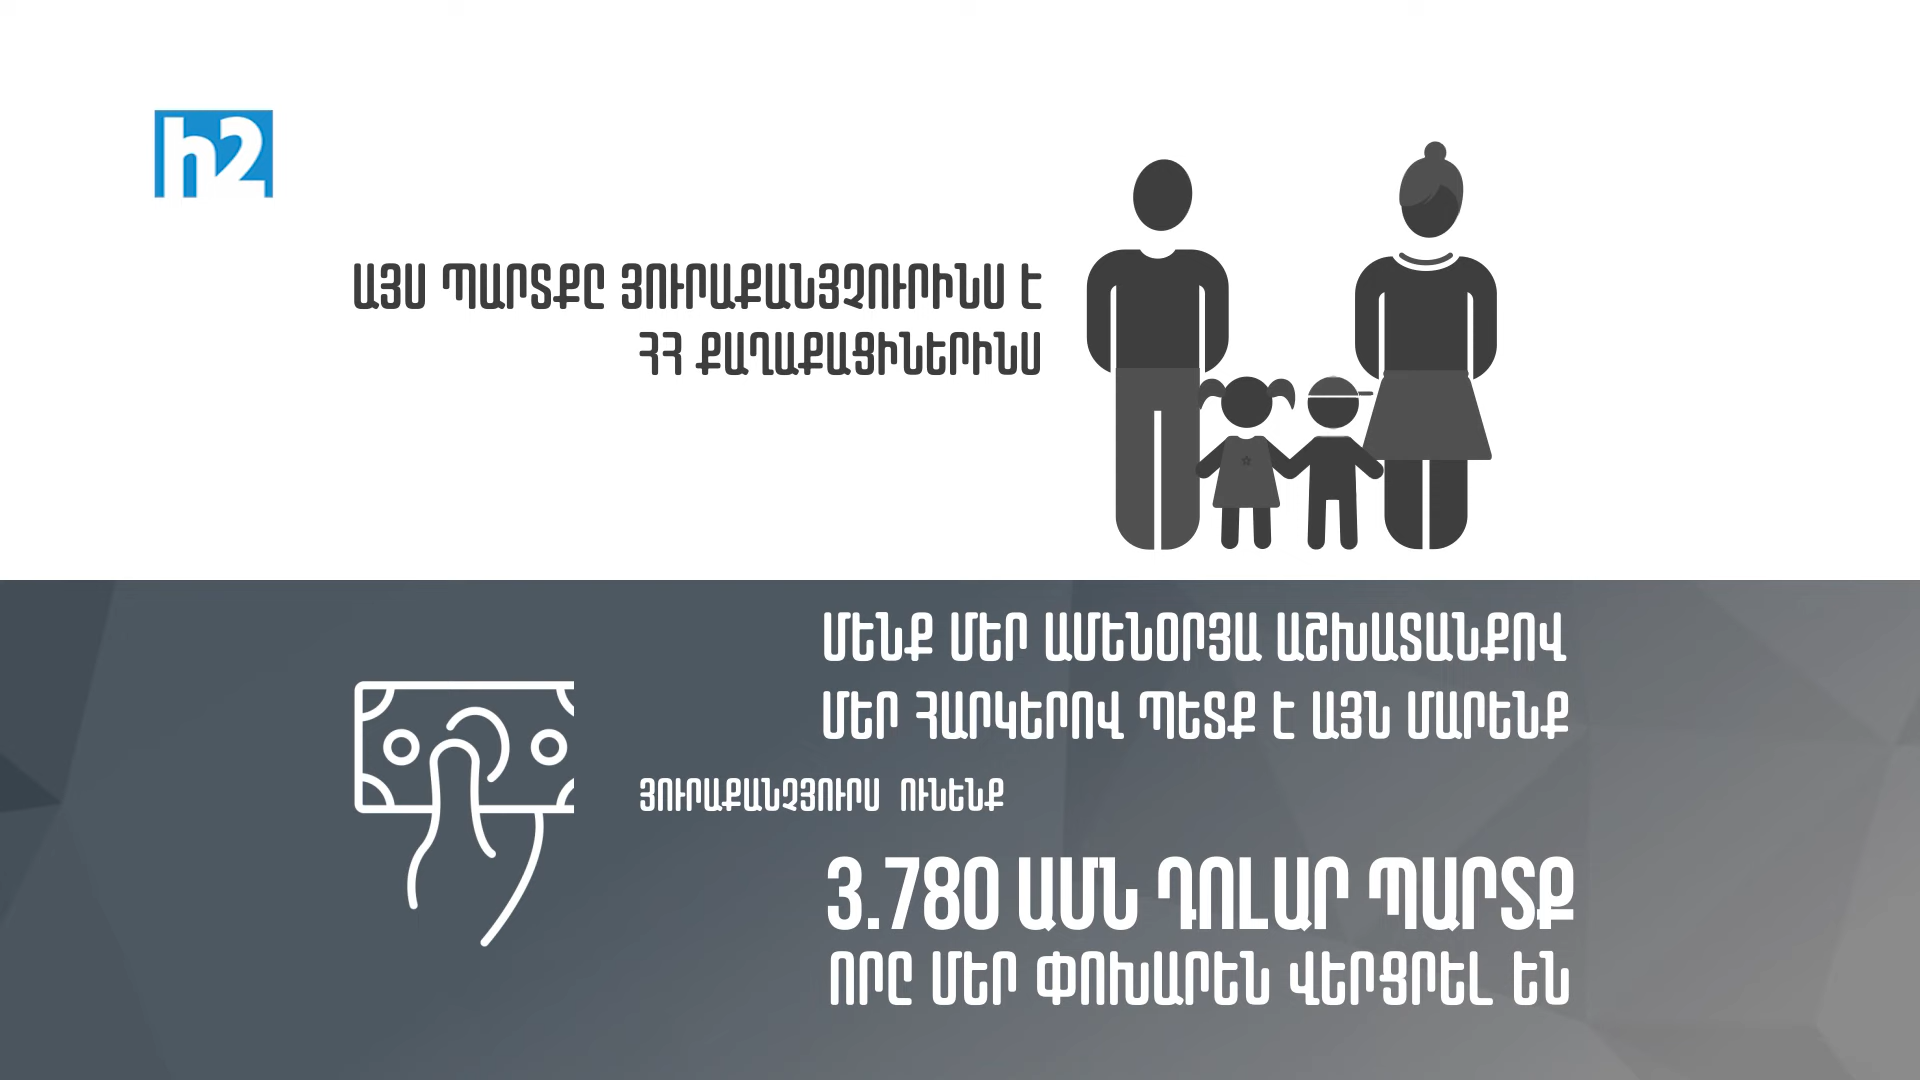 h2
ԱՅՍ ՊԱՐՏՔԸ ՅՈՒՐԱՔԱՆՅՉՈՒՐԻՆՍ Է
ՀՀ ՔԱՂԱՔԱՑԻՆԵՐԻՆՍ
ՄԵՆՔ ՄԵՐ ԱՄԵՆՕՐՅԱ ԱՇԽԱՏԱՆՔՈՎ
ՄԵՐ ՀԱՐԿԵՐՈՎ ՊԵՏՔ Է ԱՅՆ ՄԱՐԵՆՔ
ՅՈՒՐԱՔԱՆՉՅՈՒՐՍ ՈՒՆԵՆՔ
3.780 ԱՄՆ ԴՈԼԱՐ ՊԱՐՏՔ
ՈՐԸ ՄԵՐ ՓՈԽԱՐԵՆ ՎԵՐՑՐԵԼ ԵՆ